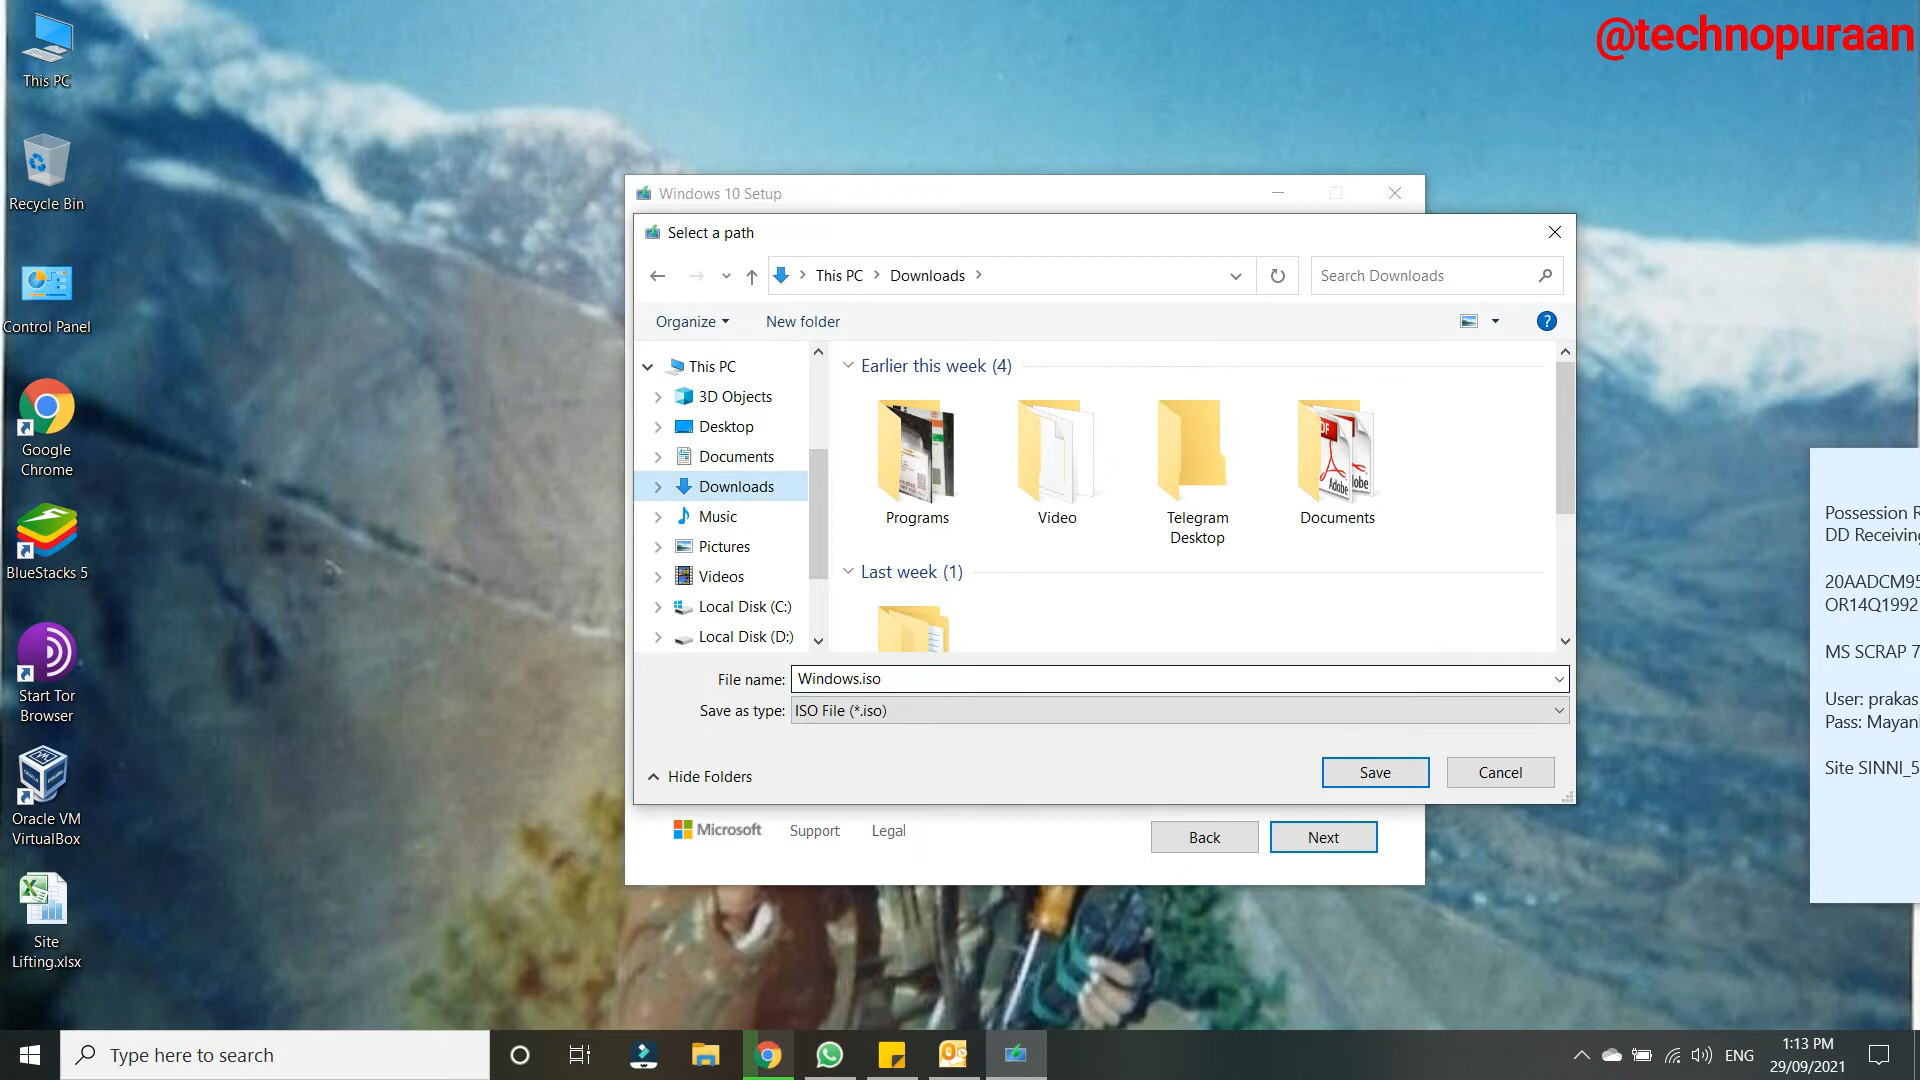 @technopuraan
This PC
Recycle Bin
Control Panel
Google
Chrome
BlueStacks 5
Start Tor
Browser
Oracle VM
VirtualBox
Site
Lifting.xlsx
Windows 10 Setup
Select a path
This PC > Downloads >
Search Downloads
Organize
New folder
This PC
3D Objects
Desktop
Documents
Downloads
Music
Pictures
Videos
Local Disk (C:)
Local Disk (D:)
Earlier this week (4)
Programs
Video
Telegram
Desktop
Documents
Last week (1)
File name: Windows.iso
Save as type: ISO File (*.iso)
Hide Folders
Save
Cancel
Microsoft
Support
Legal
Back
Next
Possession R
DD Receiving
20AADCM95
OR14Q1992
MS SCRAP 7
User: prakas
Pass: Mayan
Site SINNI_5
Type here to search
ENG
1:13 PM
29/09/2021